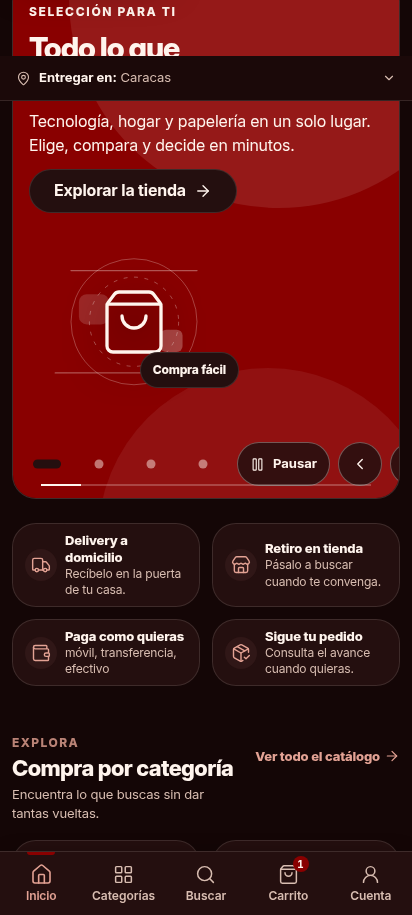 SELECCIÓN PARA TI
Todo lo que
Entregar en: Caracas
Tecnología, hogar y papelería en un solo lugar.
Elige, compara y decide en minutos.
Explorar la tienda
Compra fácil
Pausar
Delivery a
domicilio
Recíbelo en la puerta
de tu casa.
Retiro en tienda
Pásalo a buscar
cuando te convenga.
Paga como quieras
móvil, transferencia,
efectivo
Sigue tu pedido
Consulta el avance
cuando quieras.
EXPLORA
Compra por categoría
Ver todo el catálogo
Encuentra lo que buscas sin dar
tantas vueltas.
1
Inicio
Categorías
Buscar
Carrito
Cuenta